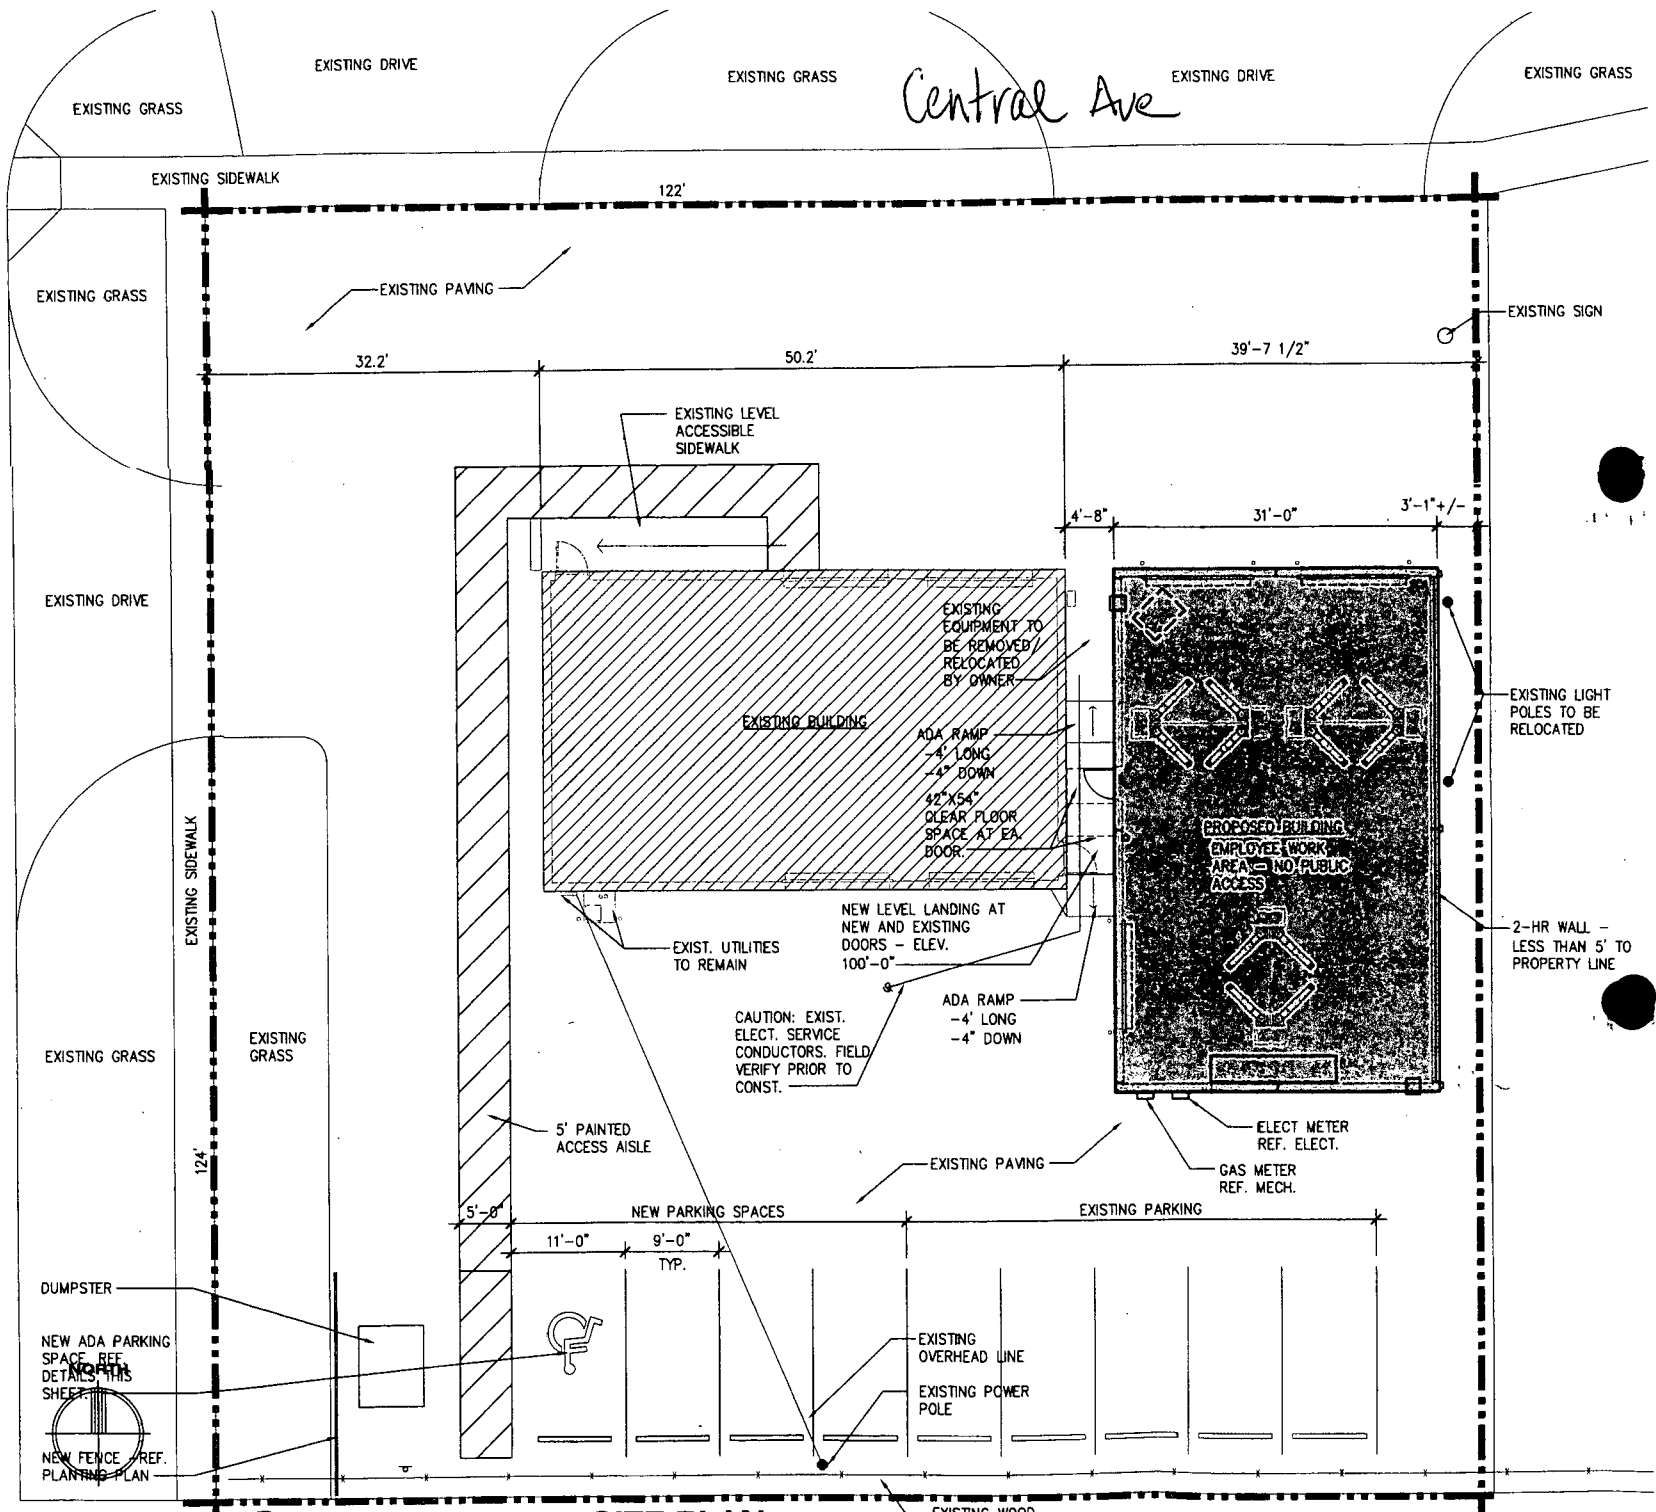 EXISTING DRIVE
EXISTING GRASS
Central Ave
EXISTING DRIVE
EXISTING GRASS
EXISTING GRASS
EXISTING SIDEWALK
122'
EXISTING GRASS
EXISTING PAVING
EXISTING SIGN
32.2'
50.2'
39'-7 1/2"
EXISTING LEVEL
ACCESSIBLE
SIDEWALK
4'-8"
31'-0"
3'-1"+/-
EXISTING DRIVE
EXISTING
EQUIPMENT TO
BE REMOVED/
RELOCATED
BY OWNER
EXISTING LIGHT
POLES TO BE
RELOCATED
EXISTING BUILDING
ADA RAMP
-4' LONG
-4" DOWN
42"X54"
CLEAR FLOOR
SPACE AT EA.
DOOR.
PROPOSED BUILDING
EMPLOYEE WORK
AREA - NO PUBLIC
ACCESS
EXISTING SIDEWALK
NEW LEVEL LANDING AT
NEW AND EXISTING
DOORS - ELEV.
100'-0"
2-HR WALL -
LESS THAN 5' TO
PROPERTY LINE
EXIST. UTILITIES
TO REMAIN
ADA RAMP
-4' LONG
-4" DOWN
CAUTION: EXIST.
ELECT. SERVICE
CONDUCTORS. FIELD
VERIFY PRIOR TO
CONST.
EXISTING GRASS
EXISTING
GRASS
5' PAINTED
ACCESS AISLE
ELECT METER
REF. ELECT.
124'
EXISTING PAVING
GAS METER
REF. MECH.
5'-0"
NEW PARKING SPACES
EXISTING PARKING
11'-0"
9'-0"
TYP.
DUMPSTER
NEW ADA PARKING
SPACE REF.
DETAILS THIS
SHEET.
NORTH
EXISTING
OVERHEAD LINE
EXISTING POWER
POLE
NEW FENCE -REF.
PLANTING PLAN
EXISTING WOOD